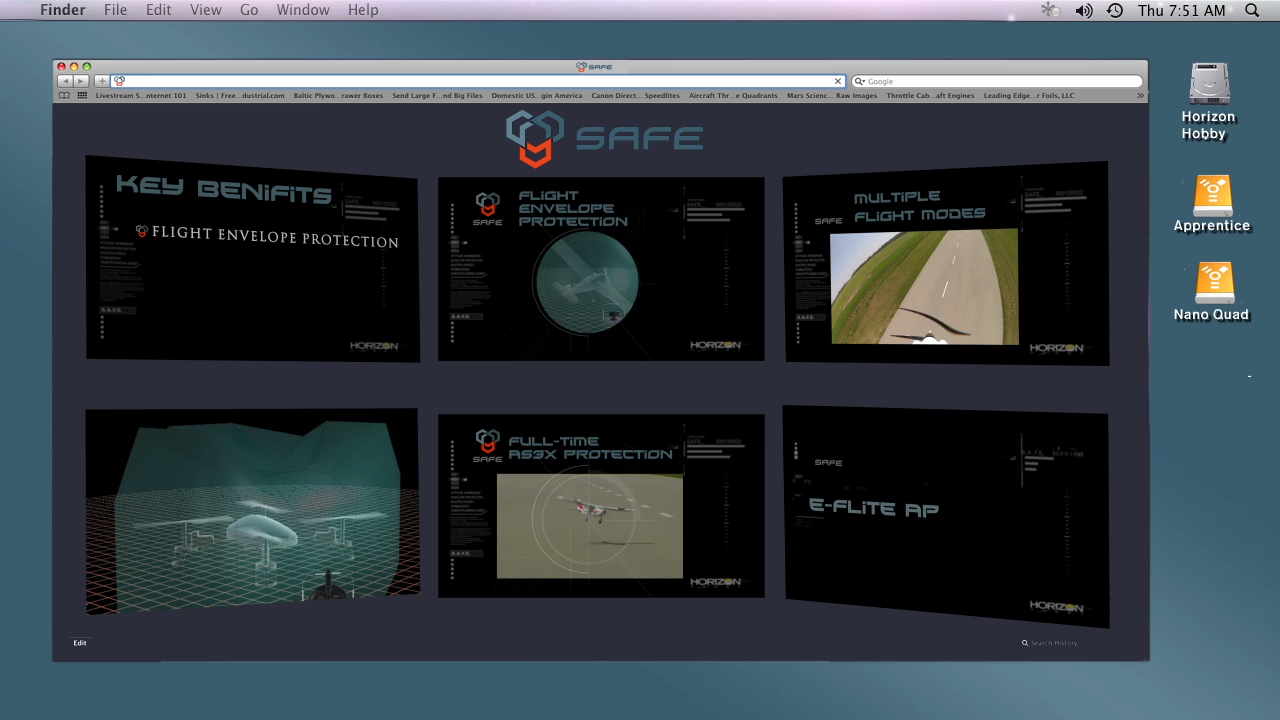 Finder File Edit View Go Window Help
Thu 7:51 AM
SAFE
Google
Livestream S...nternet 101 Sinks | Free...dustrial.com Baltic Plywo...rawer Boxes Send Large F...nd Big Files Domestic US...gin America Canon Direct... Speedlites Aircraft Thr...e Quadrants Mars Scienc... Raw Images Throttle Cab...aft Engines Leading Edge...r Foils, LLC
SAFE
KEY BENIFITS
FLIGHT ENVELOPE PROTECTION
HORIZON
SAFE
FLIGHT
ENVELOPE
PROTECTION
S.A.F.E.
HORIZON
SAFE
MULTIPLE
FLIGHT MODES
S.A.F.E.
HORIZON
SAFE
FULL-TIME
AS3X PROTECTION
S.A.F.E.
HORIZON
SAFE
E-FLITE RP
HORIZON
Edit
Search History
Horizon
Hobby
Apprentice
Nano Quad